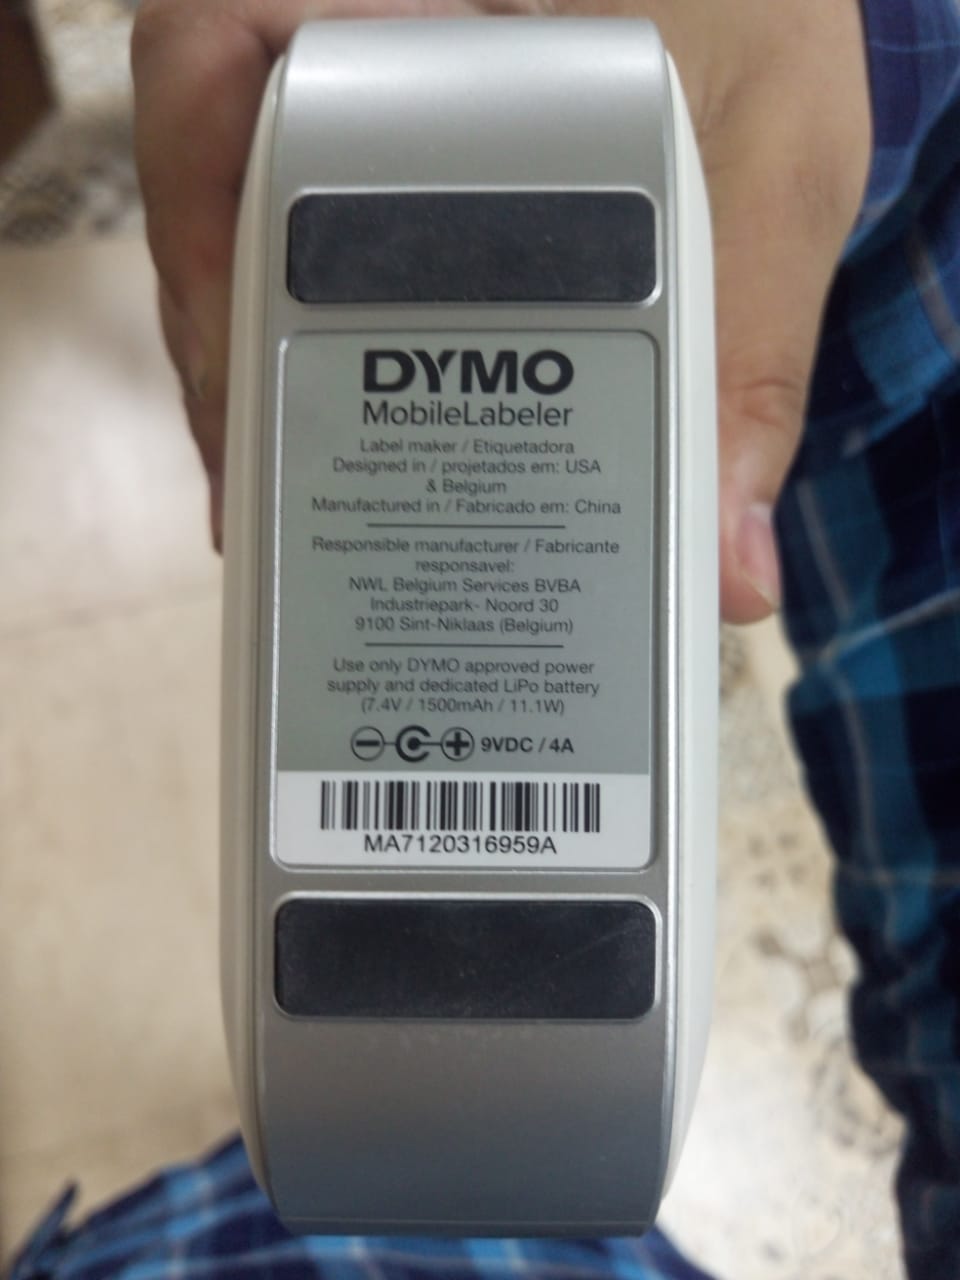 DYMO
MobileLabeler
Label maker / Etiquetadora
Designed in / projetados em: USA
& Belgium
Manufactured in / Fabricado em: China
Responsible manufacturer / Fabricante
responsavel:
NWL Belgium Services BVBA
Industriepark- Noord 30
9100 Sint-Niklaas (Belgium)
Use only DYMO approved power
supply and dedicated LiPo battery
(7.4V / 1500mAh / 11.1W)
9VDC / 4A
MA7120316959A